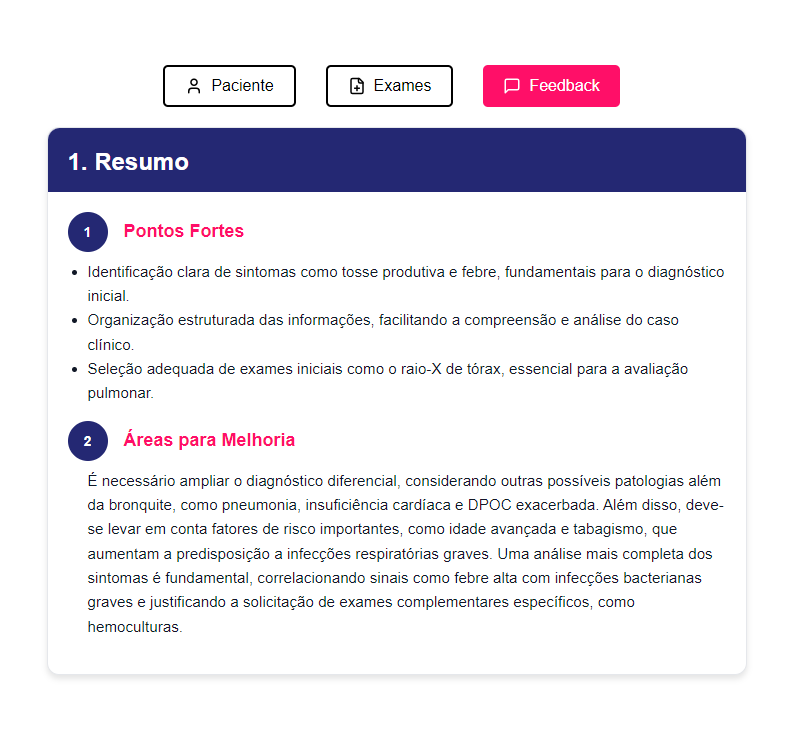 Paciente
Exames
Feedback
1. Resumo
1
Pontos Fortes
• Identificação clara de sintomas como tosse produtiva e febre, fundamentais para o diagnóstico
inicial.
• Organização estruturada das informações, facilitando a compreensão e análise do caso
clínico.
• Seleção adequada de exames iniciais como o raio-X de tórax, essencial para a avaliação
pulmonar.
2
Áreas para Melhoria
É necessário ampliar o diagnóstico diferencial, considerando outras possíveis patologias além
da bronquite, como pneumonia, insuficiência cardíaca e DPOC exacerbada. Além disso, deve-
se levar em conta fatores de risco importantes, como idade avançada e tabagismo, que
aumentam a predisposição a infecções respiratórias graves. Uma análise mais completa dos
sintomas é fundamental, correlacionando sinais como febre alta com infecções bacterianas
graves e justificando a solicitação de exames complementares específicos, como
hemoculturas.